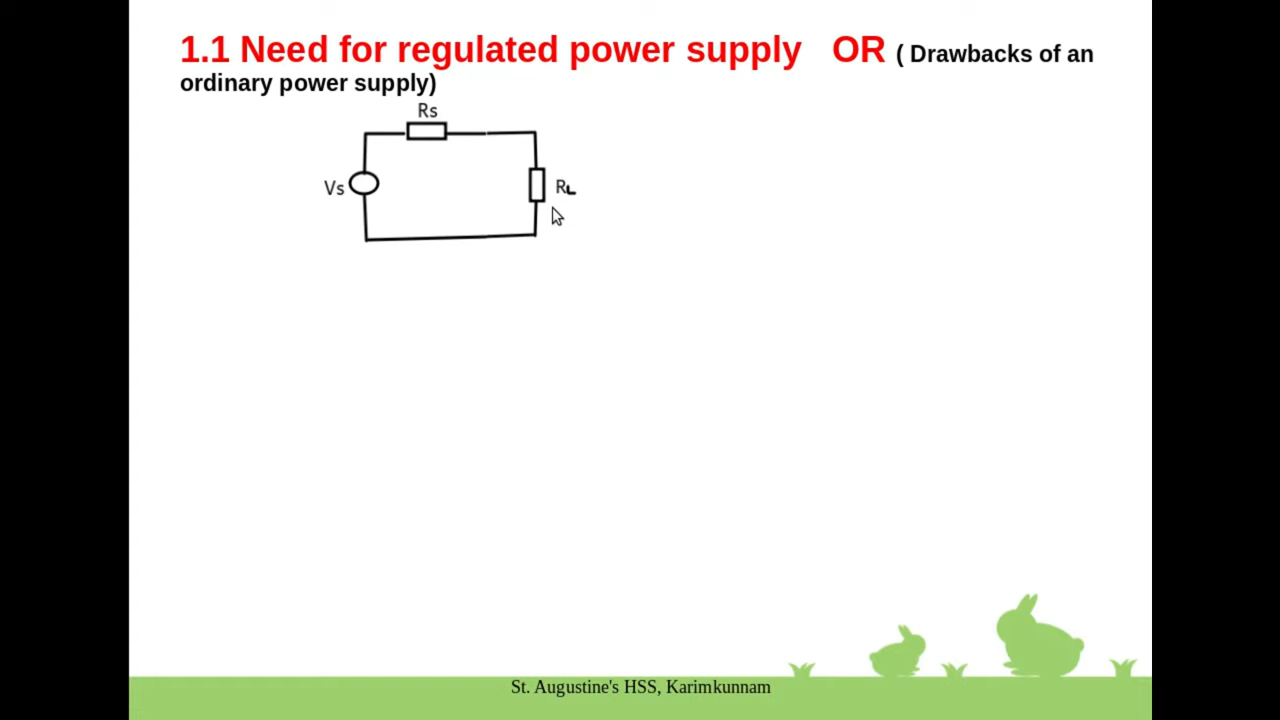 1.1 Need for regulated power supply OR ( Drawbacks of an
ordinary power supply)
Rs
Vs
RL
St. Augustine's HSS, Karimkunnam